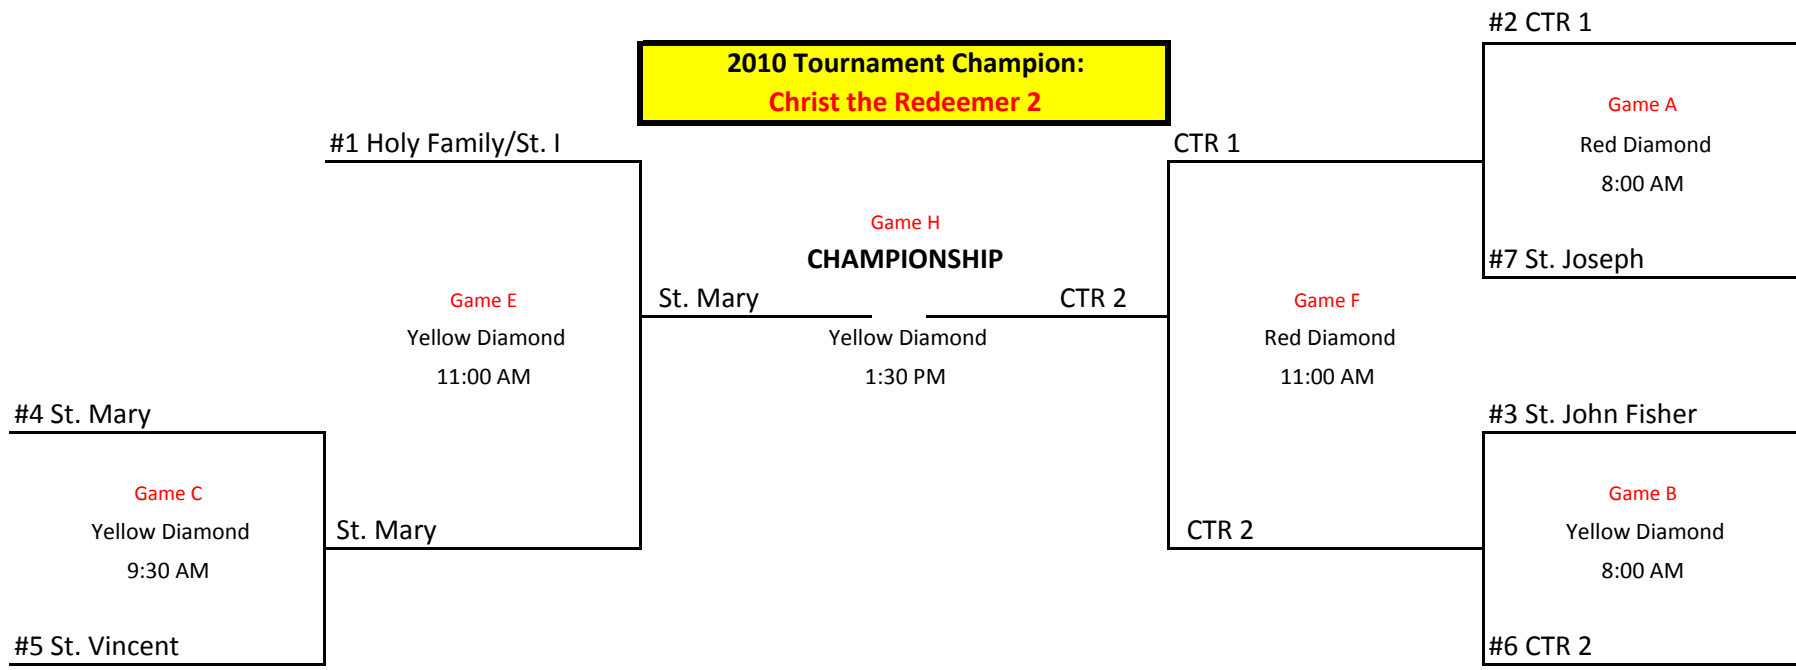 #2 CTR 1
2010 Tournament Champion:
Christ the Redeemer 2
Game A
#1 Holy Family/St. I
CTR 1
Red Diamond
8:00 AM
Game H
CHAMPIONSHIP
#7 St. Joseph
Game E
St. Mary
CTR 2
Game F
Yellow Diamond
Yellow Diamond
Red Diamond
11:00 AM
1:30 PM
11:00 AM
#4 St. Mary
#3 St. John Fisher
Game C
Game B
Yellow Diamond
St. Mary
CTR 2
Yellow Diamond
9:30 AM
8:00 AM
#5 St. Vincent
#6 CTR 2